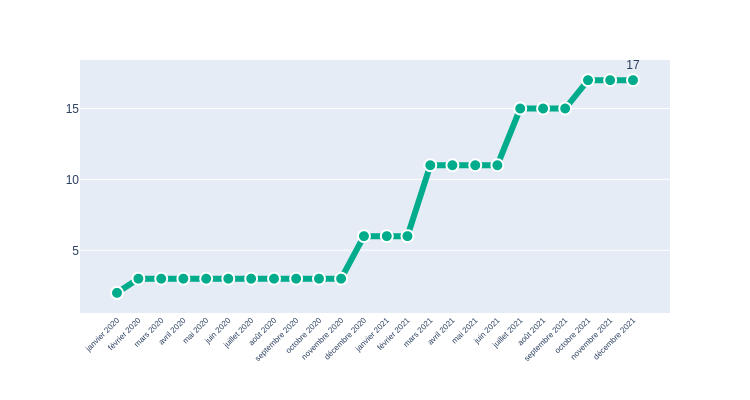 17
15
10
5
janvier 2020
février 2020
mars 2020
avril 2020
mai 2020
juin 2020
juillet 2020
août 2020
septembre 2020
octobre 2020
novembre 2020
décembre 2020
janvier 2021
février 2021
mars 2021
avril 2021
mai 2021
juin 2021
juillet 2021
août 2021
septembre 2021
octobre 2021
novembre 2021
décembre 2021